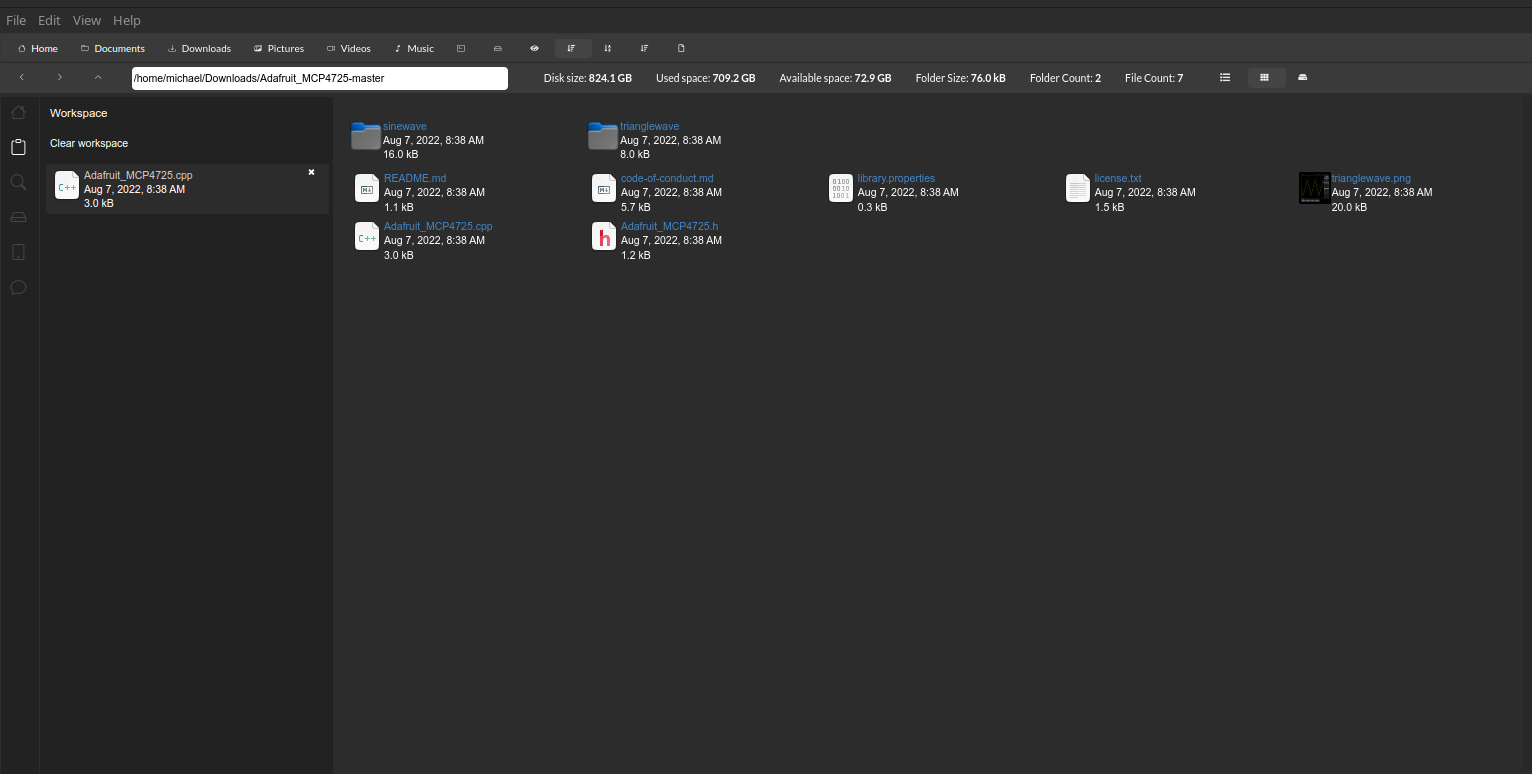 File Edit View Help
Home Documents Downloads Pictures Videos Music
/home/michael/Downloads/Adafruit_MCP4725-master Disk size: 824.1 GB Used space: 709.2 GB Available space: 72.9 GB Folder Size: 76.0 kB Folder Count: 2 File Count: 7
Workspace
Clear workspace
Adafruit_MCP4725.cpp
Aug 7, 2022, 8:38 AM
3.0 kB
sinewave
Aug 7, 2022, 8:38 AM
16.0 kB
trianglewave
Aug 7, 2022, 8:38 AM
8.0 kB
README.md
Aug 7, 2022, 8:38 AM
1.1 kB
code-of-conduct.md
Aug 7, 2022, 8:38 AM
5.7 kB
0100
0010
1001
library.properties
Aug 7, 2022, 8:38 AM
0.3 kB
license.txt
Aug 7, 2022, 8:38 AM
1.5 kB
trianglewave.png
Aug 7, 2022, 8:38 AM
20.0 kB
C++
Adafruit_MCP4725.cpp
Aug 7, 2022, 8:38 AM
3.0 kB
h
Adafruit_MCP4725.h
Aug 7, 2022, 8:38 AM
1.2 kB